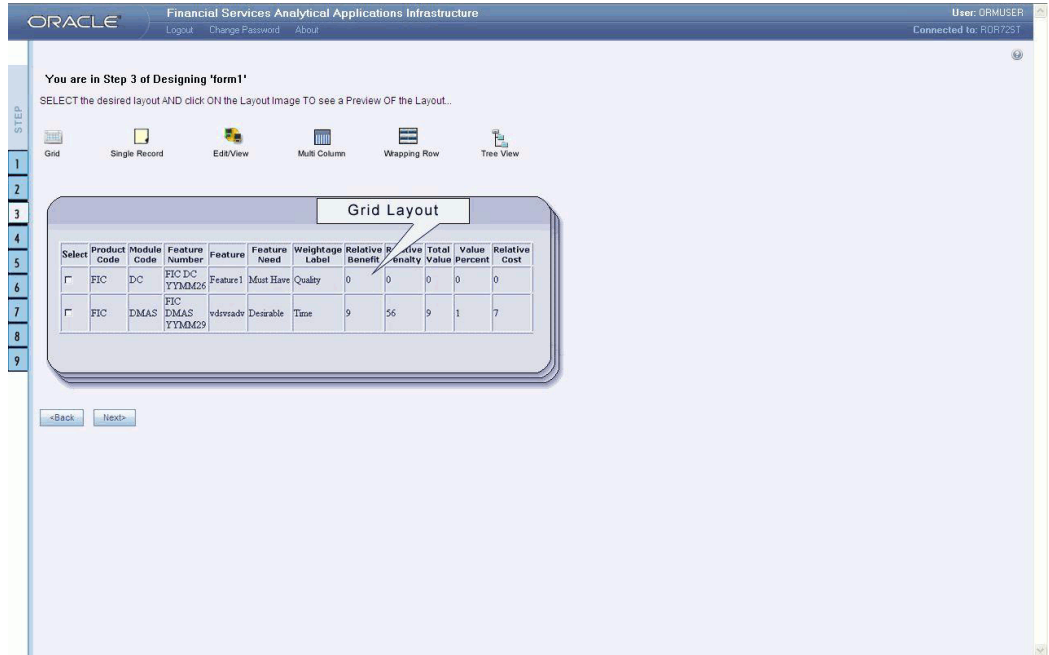 ORACLE
Financial Services Analytical Applications Infrastructure
User: ORMUSER
Logout Change Password About
Connected to: ROR72ST
STEP
1
2
3
4
5
6
7
8
9
You are in Step 3 of Designing 'form1'
SELECT the desired layout AND click ON the Layout Image TO see a Preview OF the Layout...
Grid Single Record Edit/View Multi Column Wrapping Row Tree View
Grid Layout
Select Product Code Module Code Feature Number Feature Feature Need Weightage Label Relative Benefit Total Value Value Percent Relative Cost
FIC DC FIC DC YYMM26 Feature1 Must Have Quality 0 0 0 0 0
FIC DMAS FIC DMAS YYMM29 vdsvsadv Desirable Time 9 56 9 1 7
<Back Next>